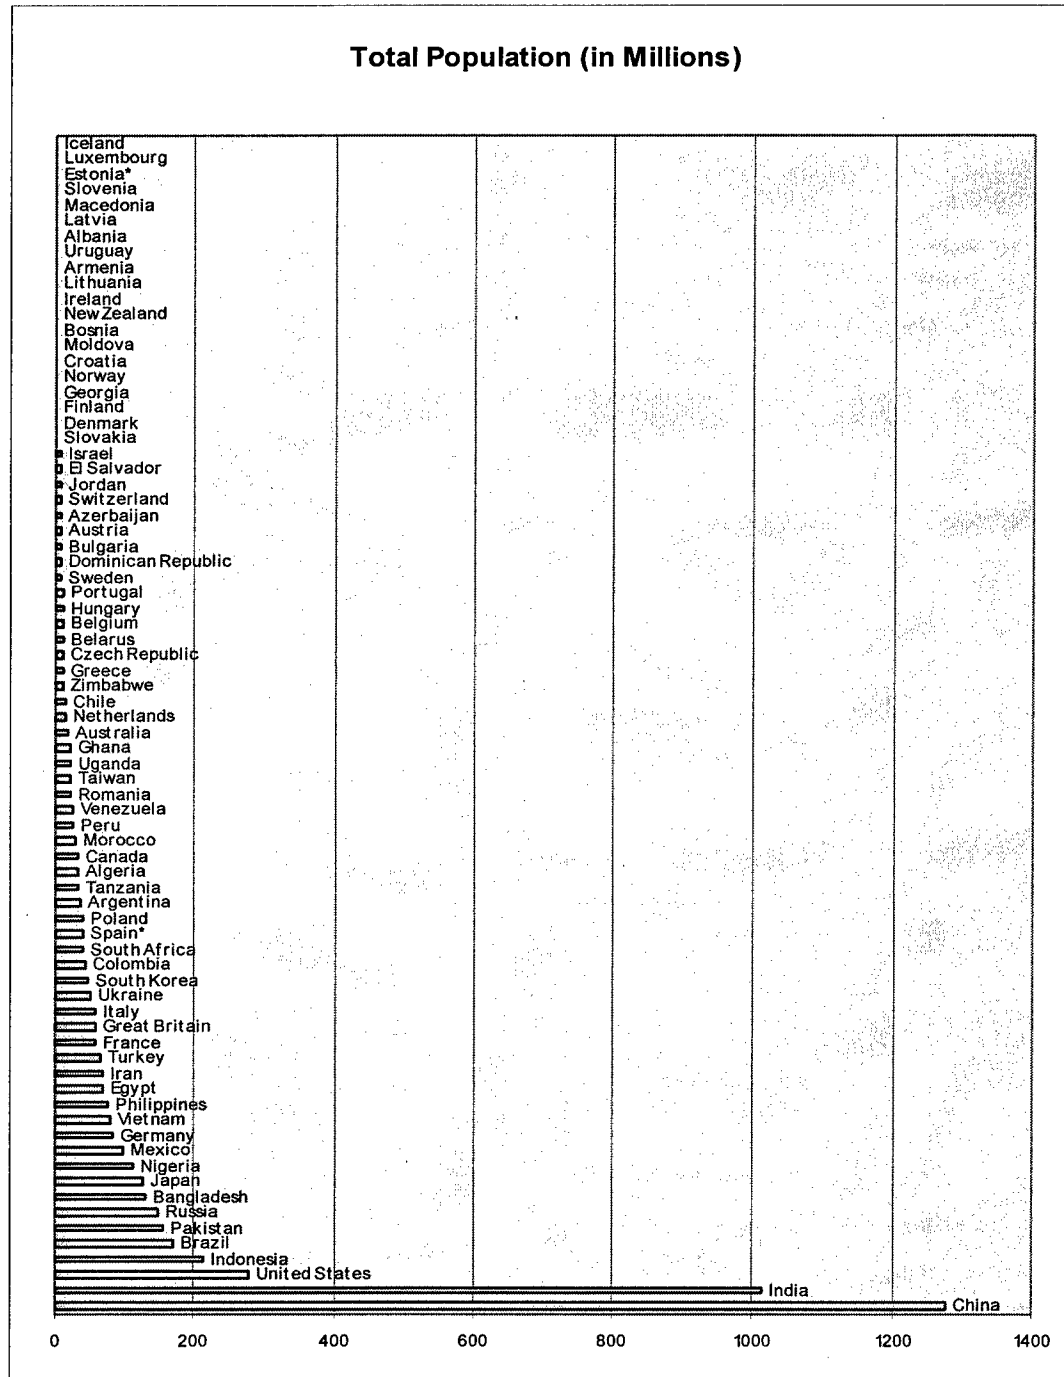 Total Population (in Millions)
Iceland
Luxembourg
Estonia*
Slovenia
Macedonia
Latvia
Albania
Uruguay
Armenia
Lithuania
Ireland
New Zealand
Bosnia
Moldova
Croatia
Norway
Georgia
Finland
Denmark
Slovakia
Israel
El Salvador
Jordan
Switzerland
Azerbaijan
Austria
Bulgaria
Dominican Republic
Sweden
Portugal
Hungary
Belgium
Belarus
Czech Republic
Greece
Zimbabwe
Chile
Netherlands
Australia
Ghana
Uganda
Taiwan
Romania
Venezuela
Peru
Morocco
Canada
Algeria
Tanzania
Argentina
Poland
Spain*
South Africa
Colombia
South Korea
Ukraine
Italy
Great Britain
France
Turkey
Iran
Egypt
Philippines
Vietnam
Germany
Mexico
Nigeria
Japan
Bangladesh
Russia
Pakistan
Brazil
Indonesia
United States
India
China
0 200 400 600 800 1000 1200 1400